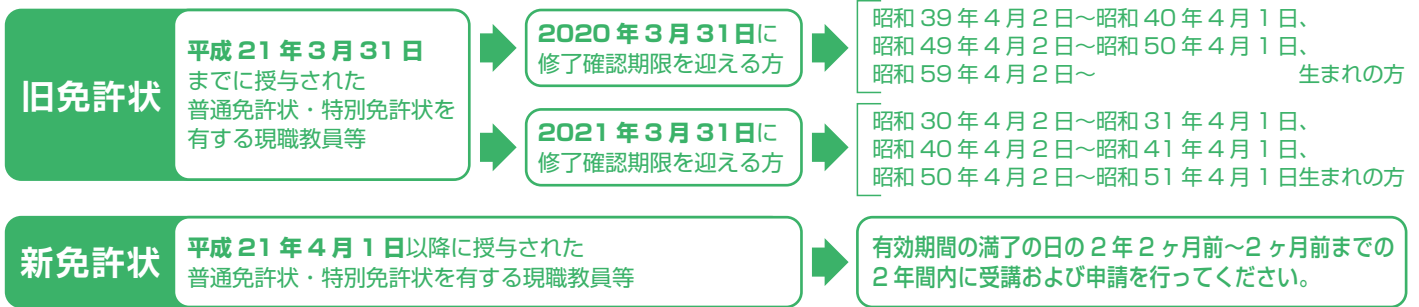 旧免許状
平成 21 年 3 月 31 日
までに授与された
普通免許状・特別免許状を
有する現職教員等
2020 年 3 月 31日に
修了確認期限を迎える方
昭和 39 年 4 月 2 日〜昭和 40 年 4 月 1 日、
昭和 49 年 4 月 2 日〜昭和 50 年 4 月 1 日、
昭和 59 年 4 月 2 日〜 生まれの方
2021 年 3 月 31日に
修了確認期限を迎える方
昭和 30 年 4 月 2 日〜昭和 31 年 4 月 1 日、
昭和 40 年 4 月 2 日〜昭和 41 年 4 月 1 日、
昭和 50 年 4 月 2 日〜昭和 51 年 4 月 1 日生まれの方
新免許状
平成 21 年 4 月 1 日以降に授与された
普通免許状・特別免許状を有する現職教員等
有効期間の満了の日の 2 年 2 ヶ月前〜2 ヶ月前までの
2 年間内に受講および申請を行ってください。